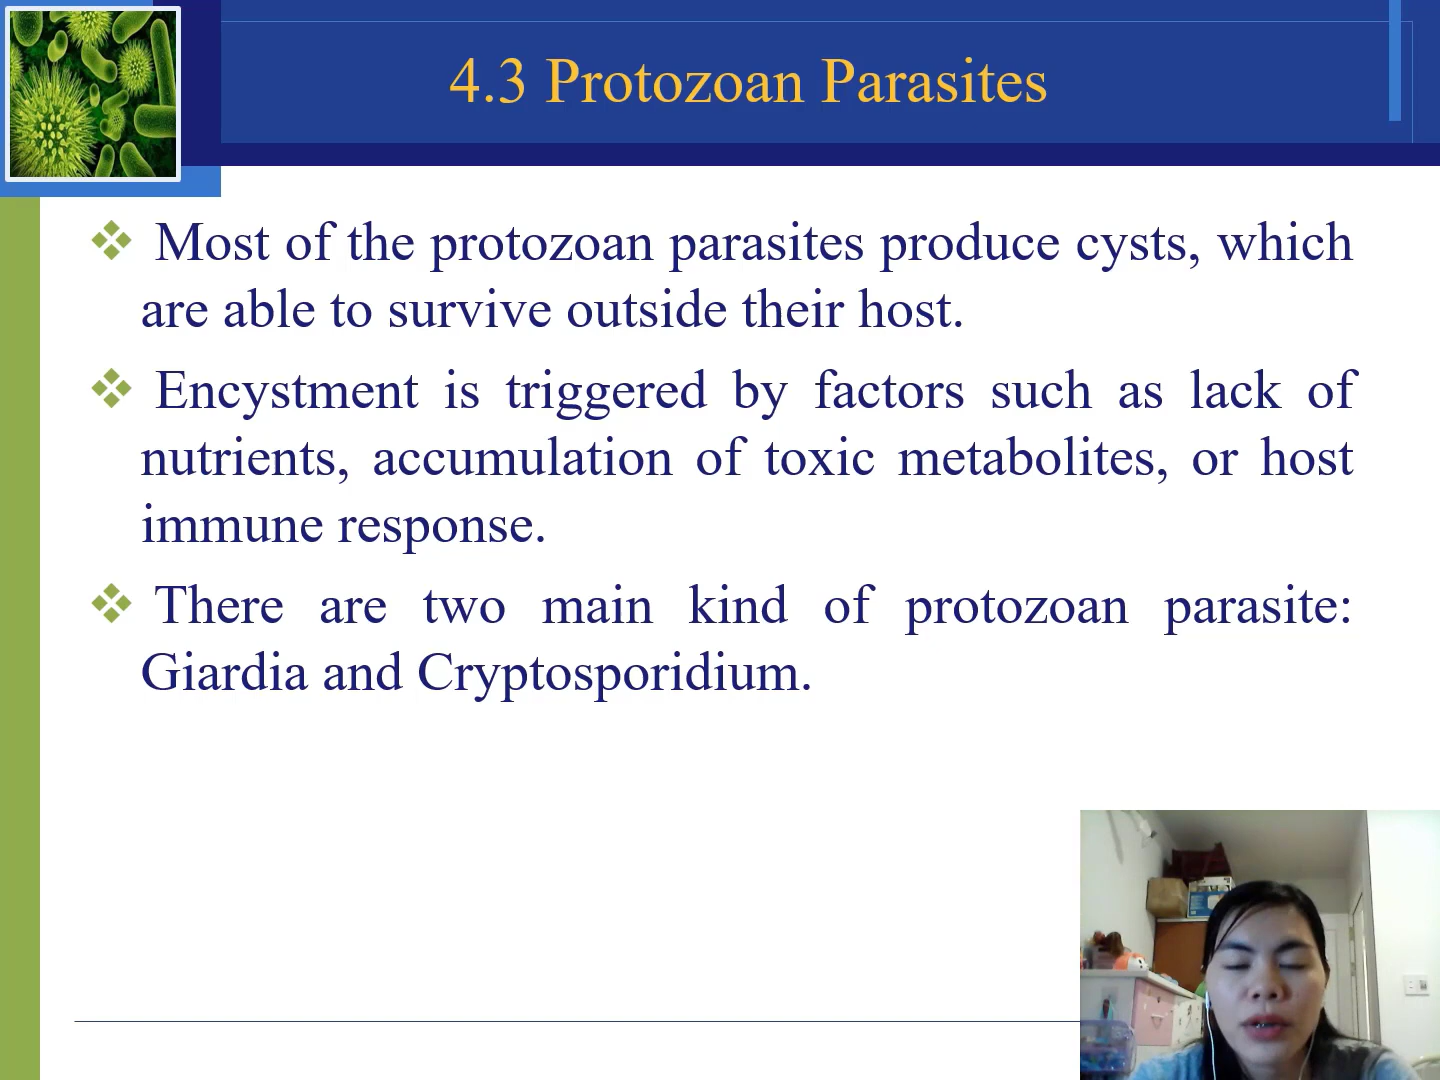 4.3 Protozoan Parasites
Most of the protozoan parasites produce cysts, which
are able to survive outside their host.
Encystment is triggered by factors such as lack of
nutrients, accumulation of toxic metabolites, or host
immune response.
There are two main kind of protozoan parasite:
Giardia and Cryptosporidium.